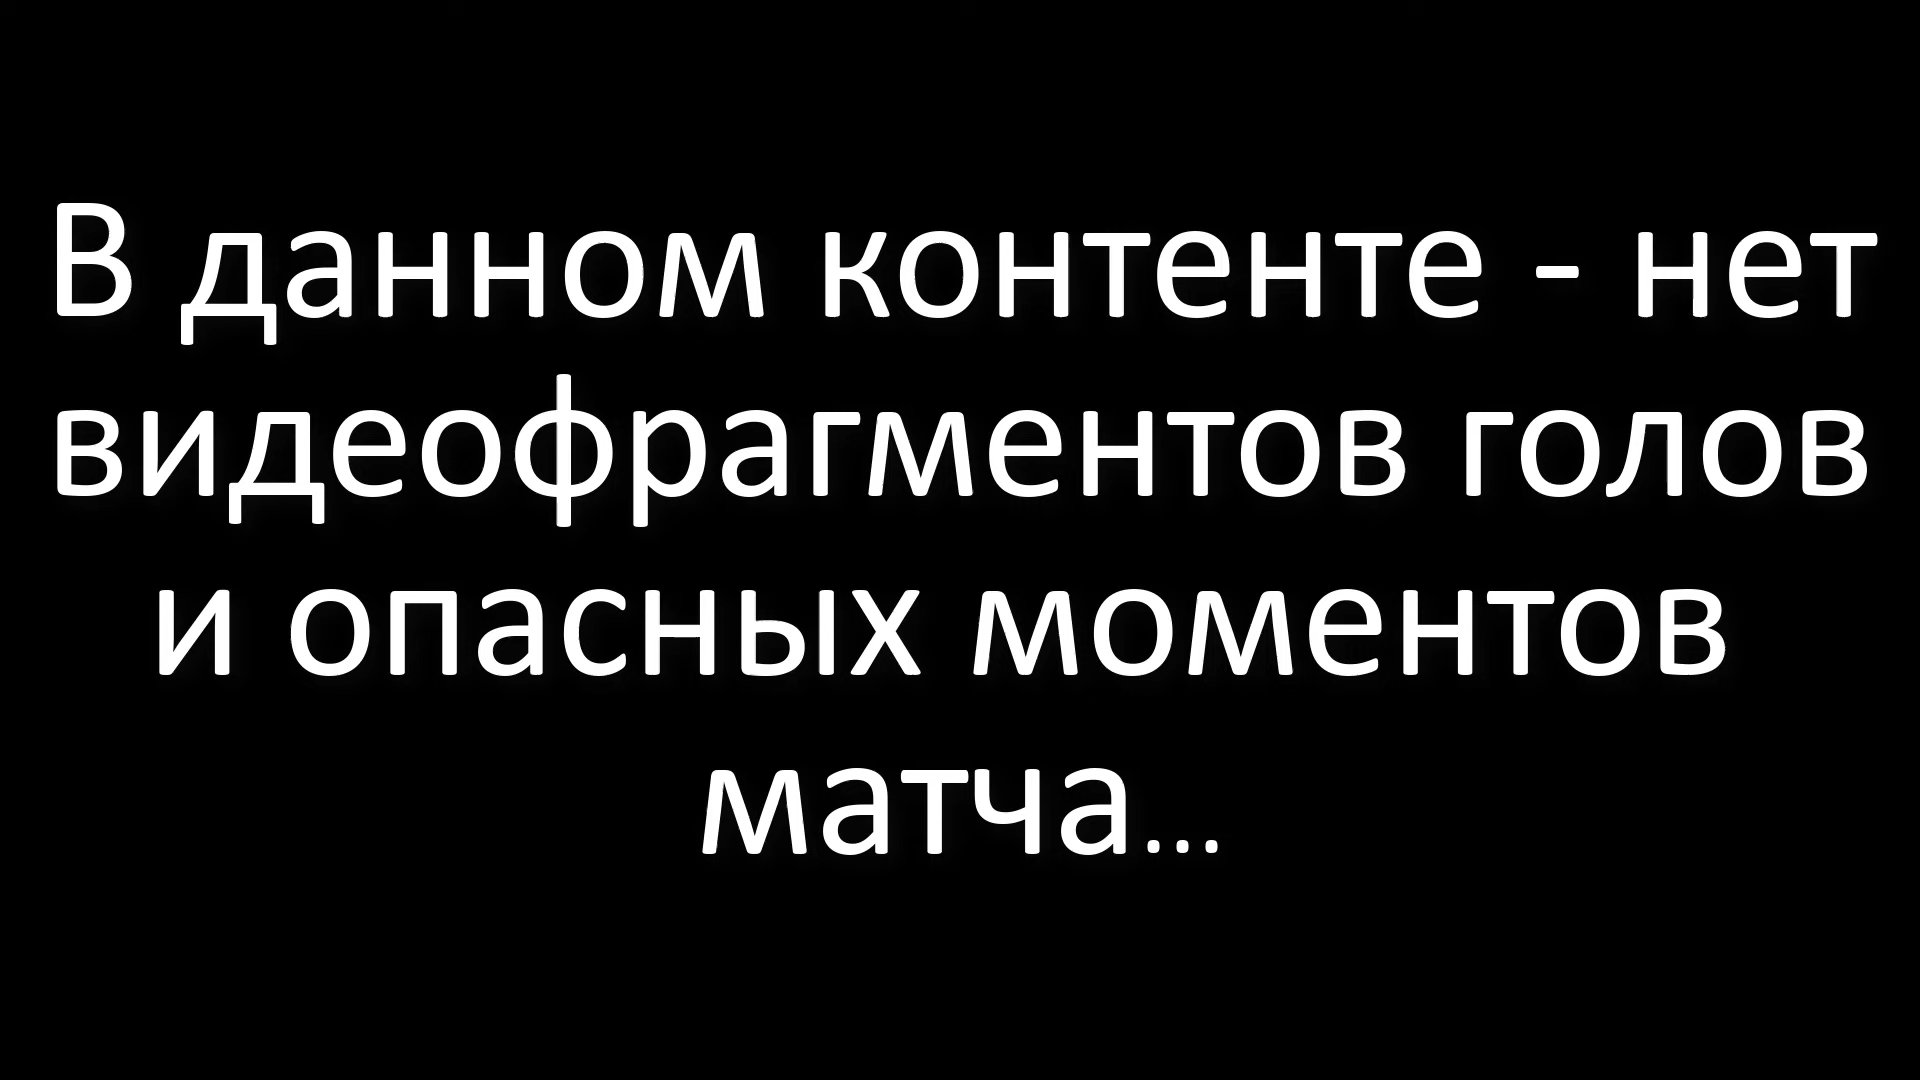 В данном контенте - нет
видеофрагментов голов
и опасных моментов
матча...